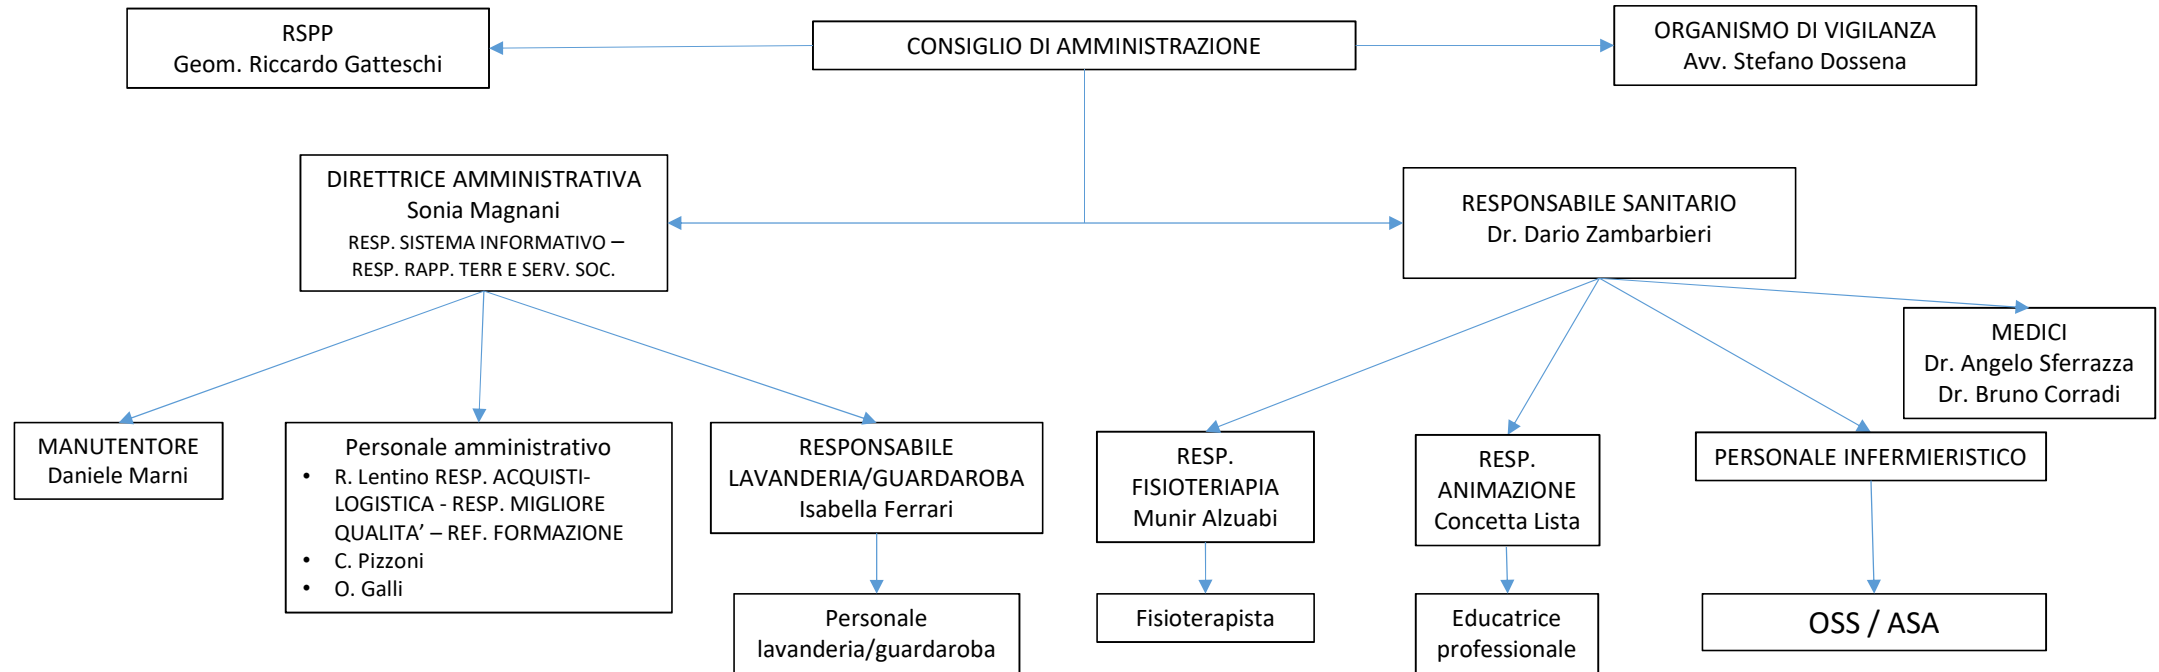 RSPP
Geom. Riccardo Gatteschi
CONSIGLIO DI AMMINISTRAZIONE
ORGANISMO DI VIGILANZA
Avv. Stefano Dossena
DIRETTRICE AMMINISTRATIVA
Sonia Magnani
RESP. SISTEMA INFORMATIVO –
RESP. RAPP. TERR E SERV. SOC.
RESPONSABILE SANITARIO
Dr. Dario Zambarbieri
MEDICI
Dr. Angelo Sferrazza
Dr. Bruno Corradi
MANUTENTORE
Daniele Marni
Personale amministrativo
• R. Lentino RESP. ACQUISTI-
LOGISTICA - RESP. MIGLIORE
QUALITA’ – REF. FORMAZIONE
• C. Pizzoni
• O. Galli
RESPONSABILE
LAVANDERIA/GUARDAROBA
Isabella Ferrari
RESP.
FISIOTERIAPIA
Munir Alzuabi
RESP.
ANIMAZIONE
Concetta Lista
PERSONALE INFERMIERISTICO
Personale
lavanderia/guardaroba
Fisioterapista
Educatrice
professionale
OSS / ASA